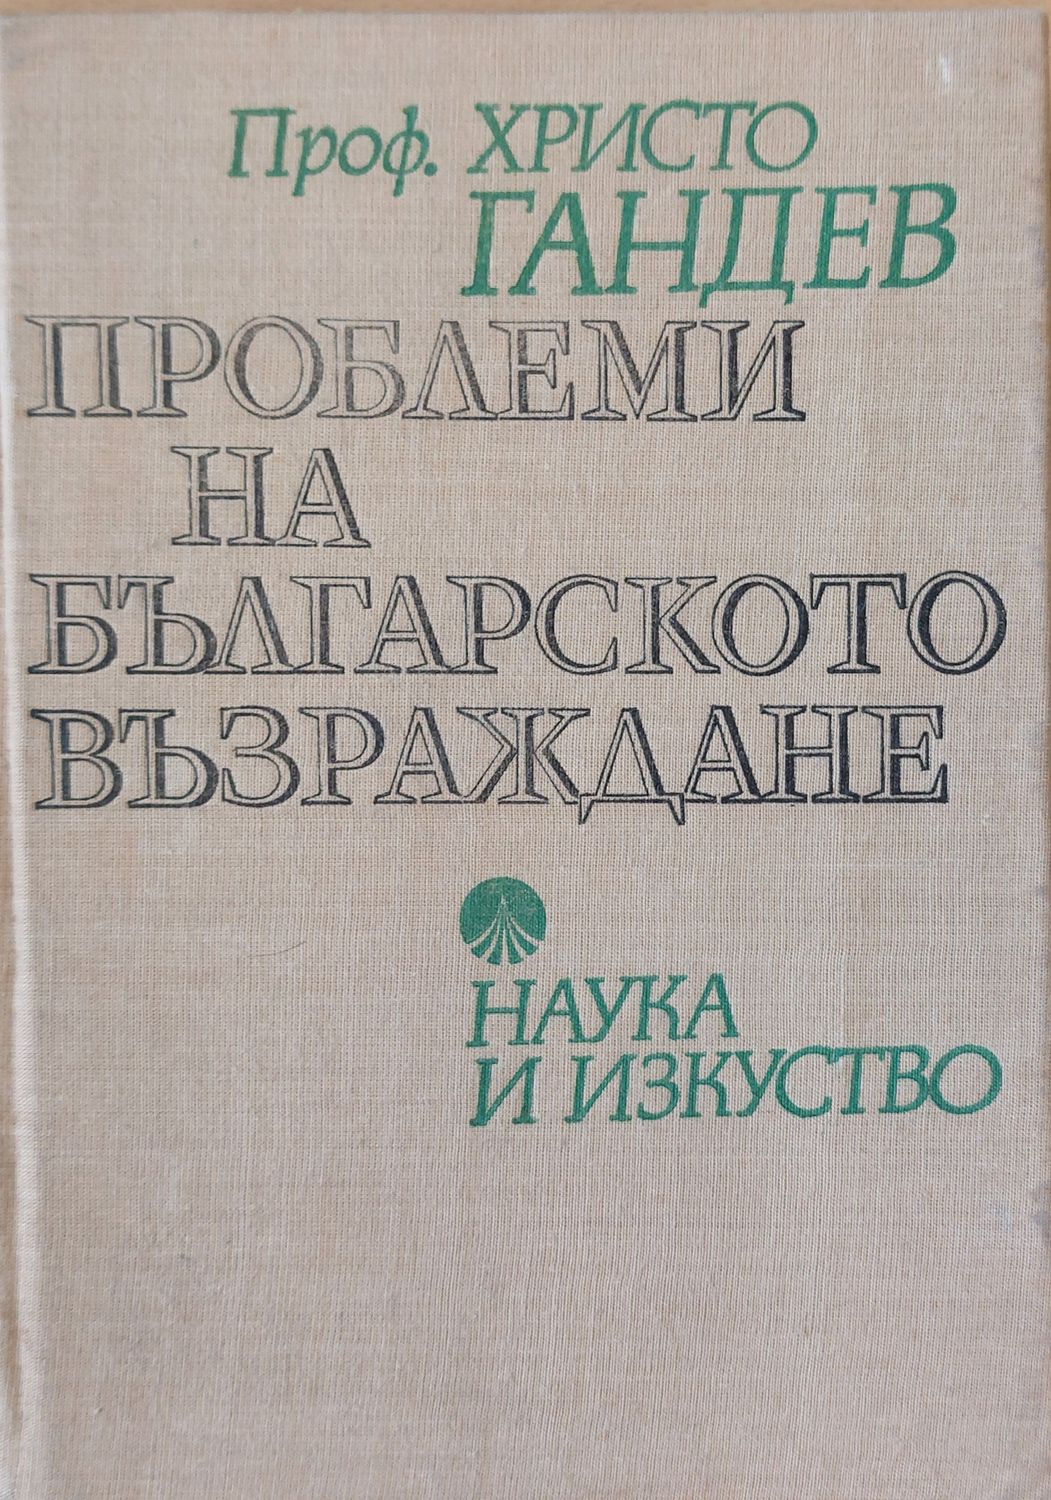 Проф. ХРИСТО
ГАНДЕВ
ПРОБЛЕМИ
НА
БЪЛГАРСКОТО
ВЪЗРАЖДАНЕ
НАУКА
И ИЗКУСТВО